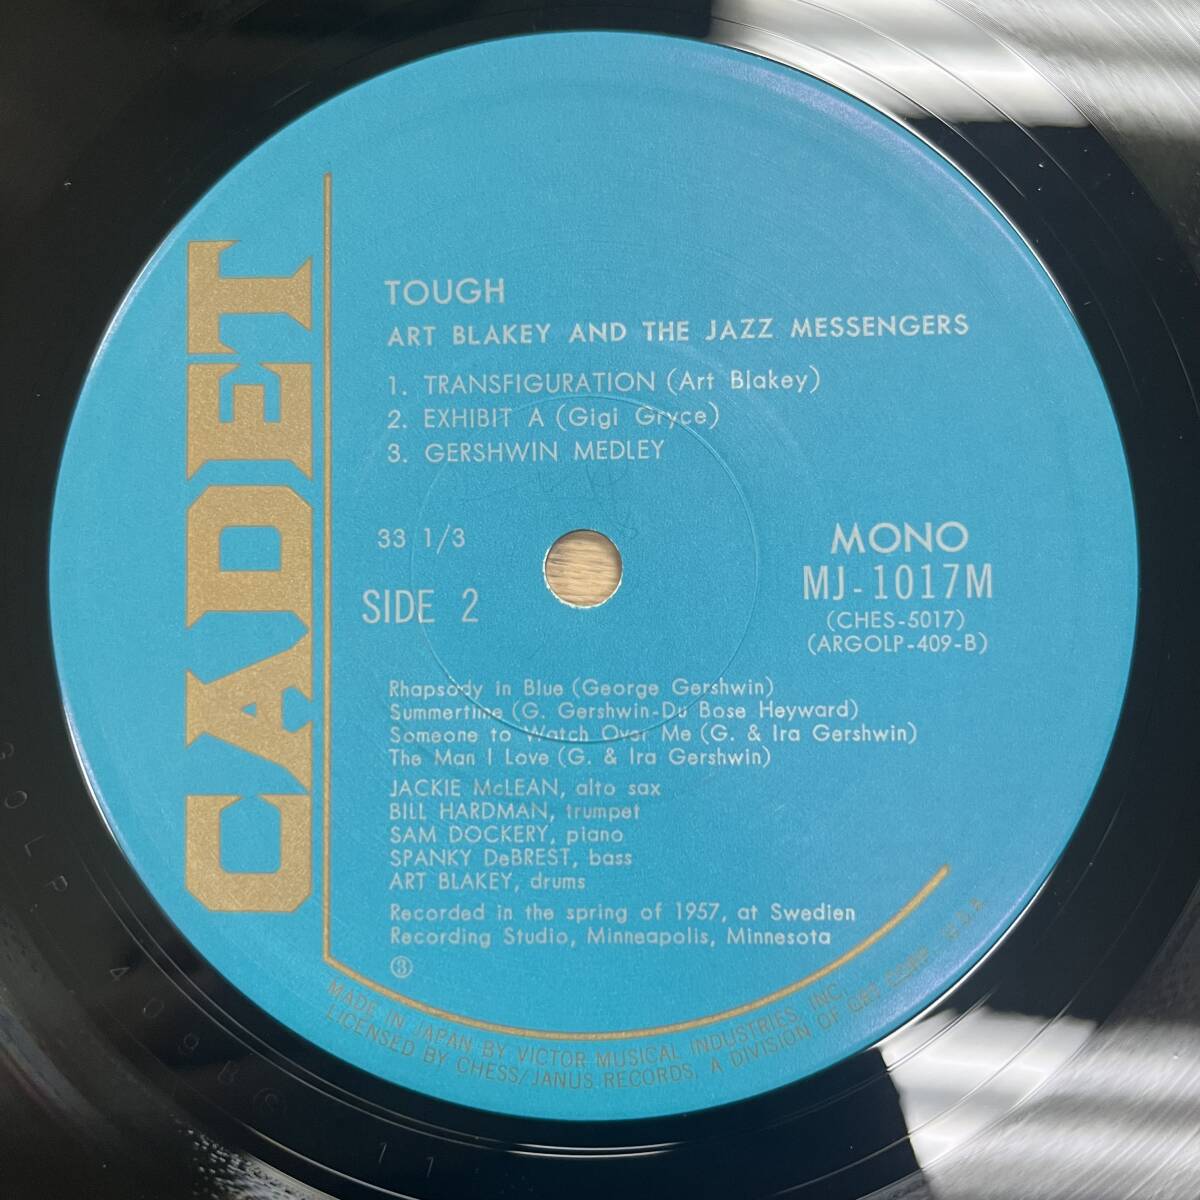 CADET
TOUGH
ART BLAKEY AND THE JAZZ MESSENGERS
1. TRANSFIGURATION (Art Blakey)
2. EXHIBIT A (Gigi Gryce)
3. GERSHWIN MEDLEY
33 1/3
SIDE 2
MONO
MJ-1017M
(CHES-5017)
(ARGOLP-409-B)
Rhapsody in Blue (George Gershwin)
Summertime (G. Gershwin-Du Bose Heyward)
Someone to Watch Over Me (G. & Ira Gershwin)
The Man I Love (G. & Ira Gershwin)
JACKIE McLEAN, alto sax
BILL HARDMAN, trumpet
SAM DOCKERY, piano
SPANKY DeBREST, bass
ART BLAKEY, drums
Recorded in the spring of 1957, at Swedien
Recording Studio, Minneapolis, Minnesota
③
MADE IN JAPAN BY VICTOR MUSICAL INDUSTRIES, INC.
LICENSED BY CHESS/JANUS RECORDS, A DIVISION OF GRT CORP., U.S.A.
OLP 409B